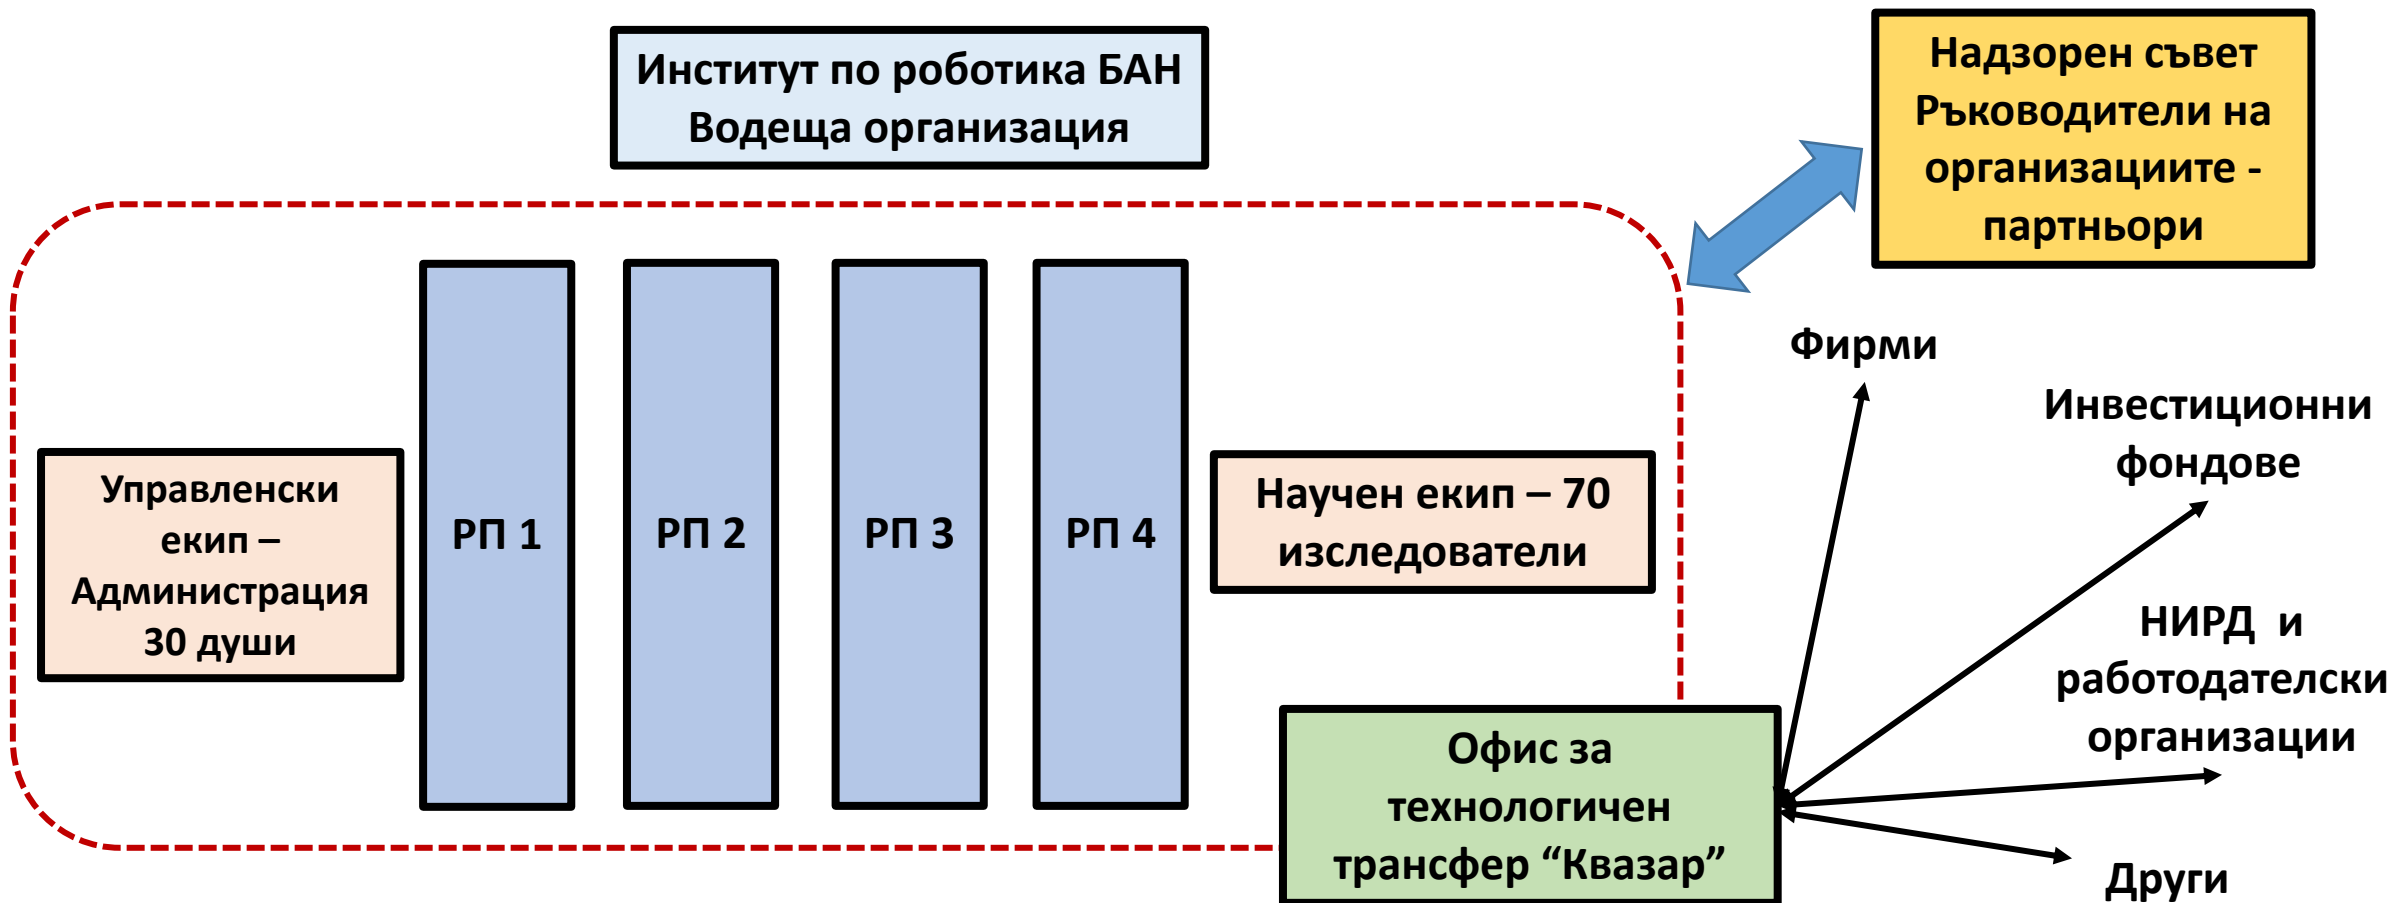 Институт по роботика БАН
Водеща организация
Надзорен съвет
Ръководители на
организациите -
партньори
Управленски
екип –
Администрация
30 души
РП 1
РП 2
РП 3
РП 4
Научен екип – 70
изследователи
Офис за
технологичен
трансфер “Квазар”
Фирми
Инвестиционни
фондове
НИРД и
работодателски
организации
Други